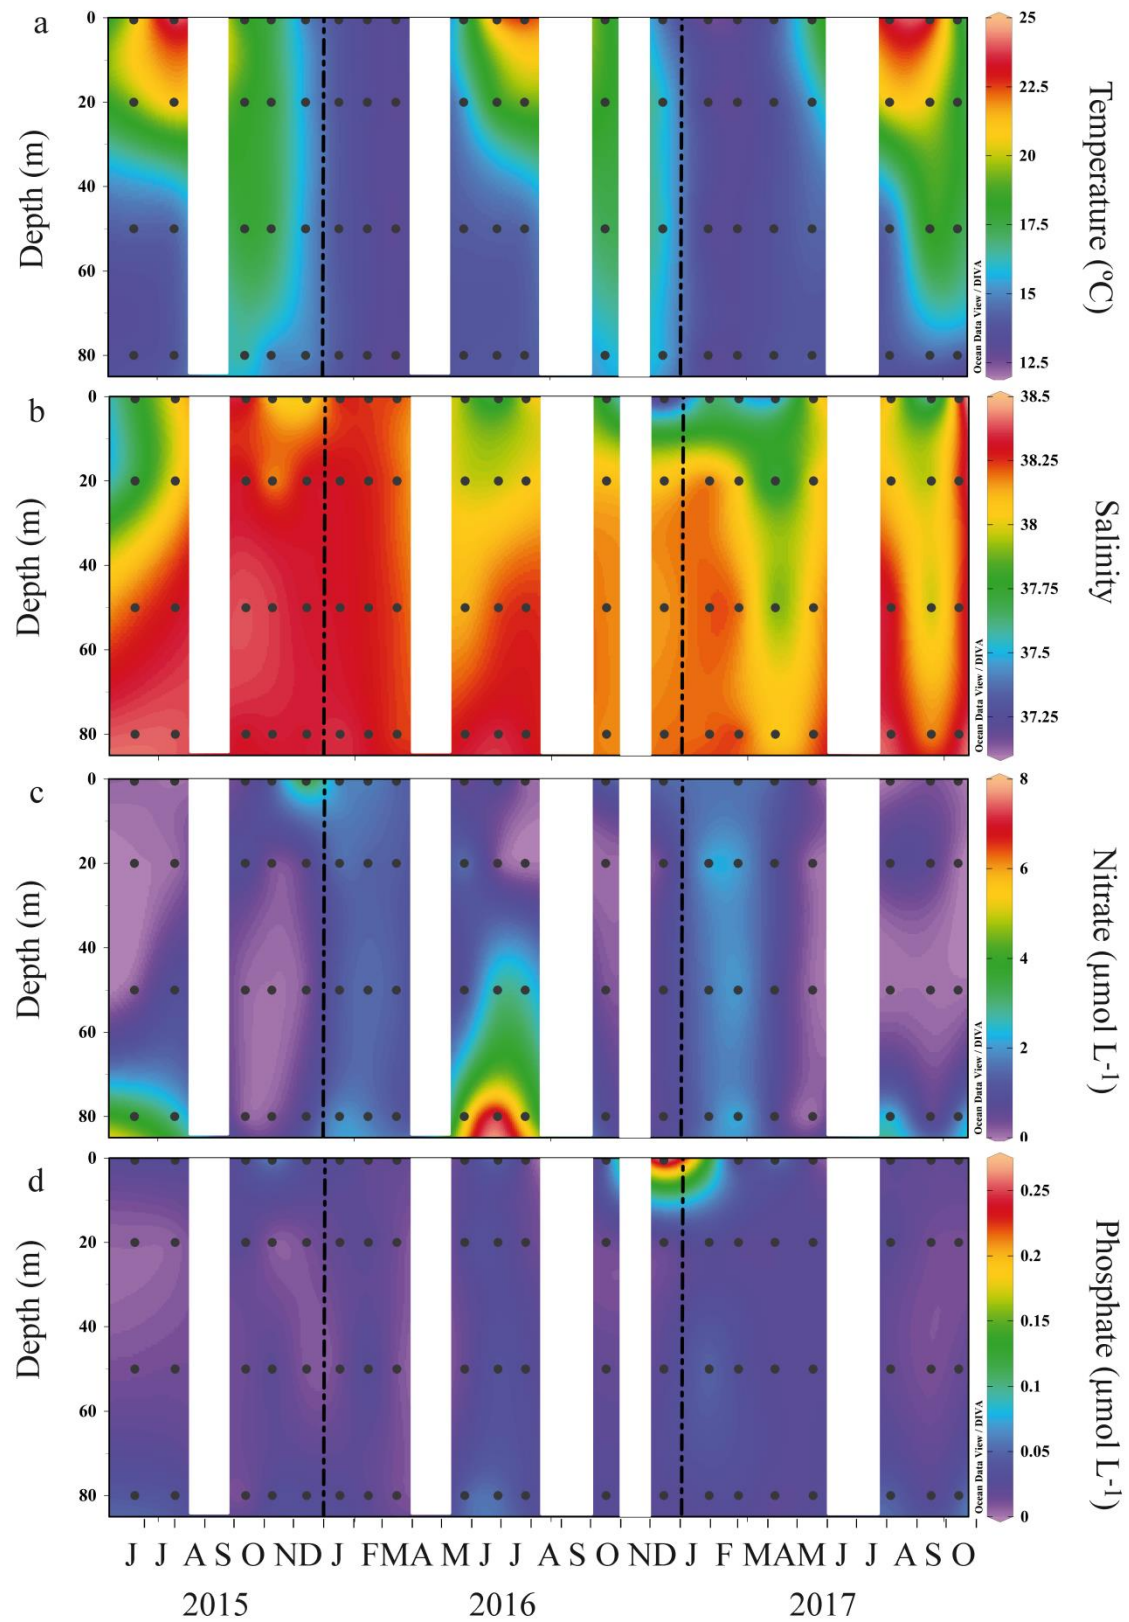 a
0
20
40
60
80
Depth (m)
25
22.5
20
17.5
15
12.5
Temperature (ºC)
Ocean Data View / DIVA
b
0
20
40
60
80
Depth (m)
38.5
38.25
38
37.75
37.5
37.25
Salinity
Ocean Data View / DIVA
c
0
20
40
60
80
Depth (m)
8
6
4
2
0
Nitrate (µmol L-1)
Ocean Data View / DIVA
d
0
20
40
60
80
Depth (m)
0.25
0.2
0.15
0.1
0.05
0
Phosphate (µmol L-1)
Ocean Data View / DIVA
J J A S O N D J F M A M J J A S O N D J F M A M J J A S O
2015 2016 2017